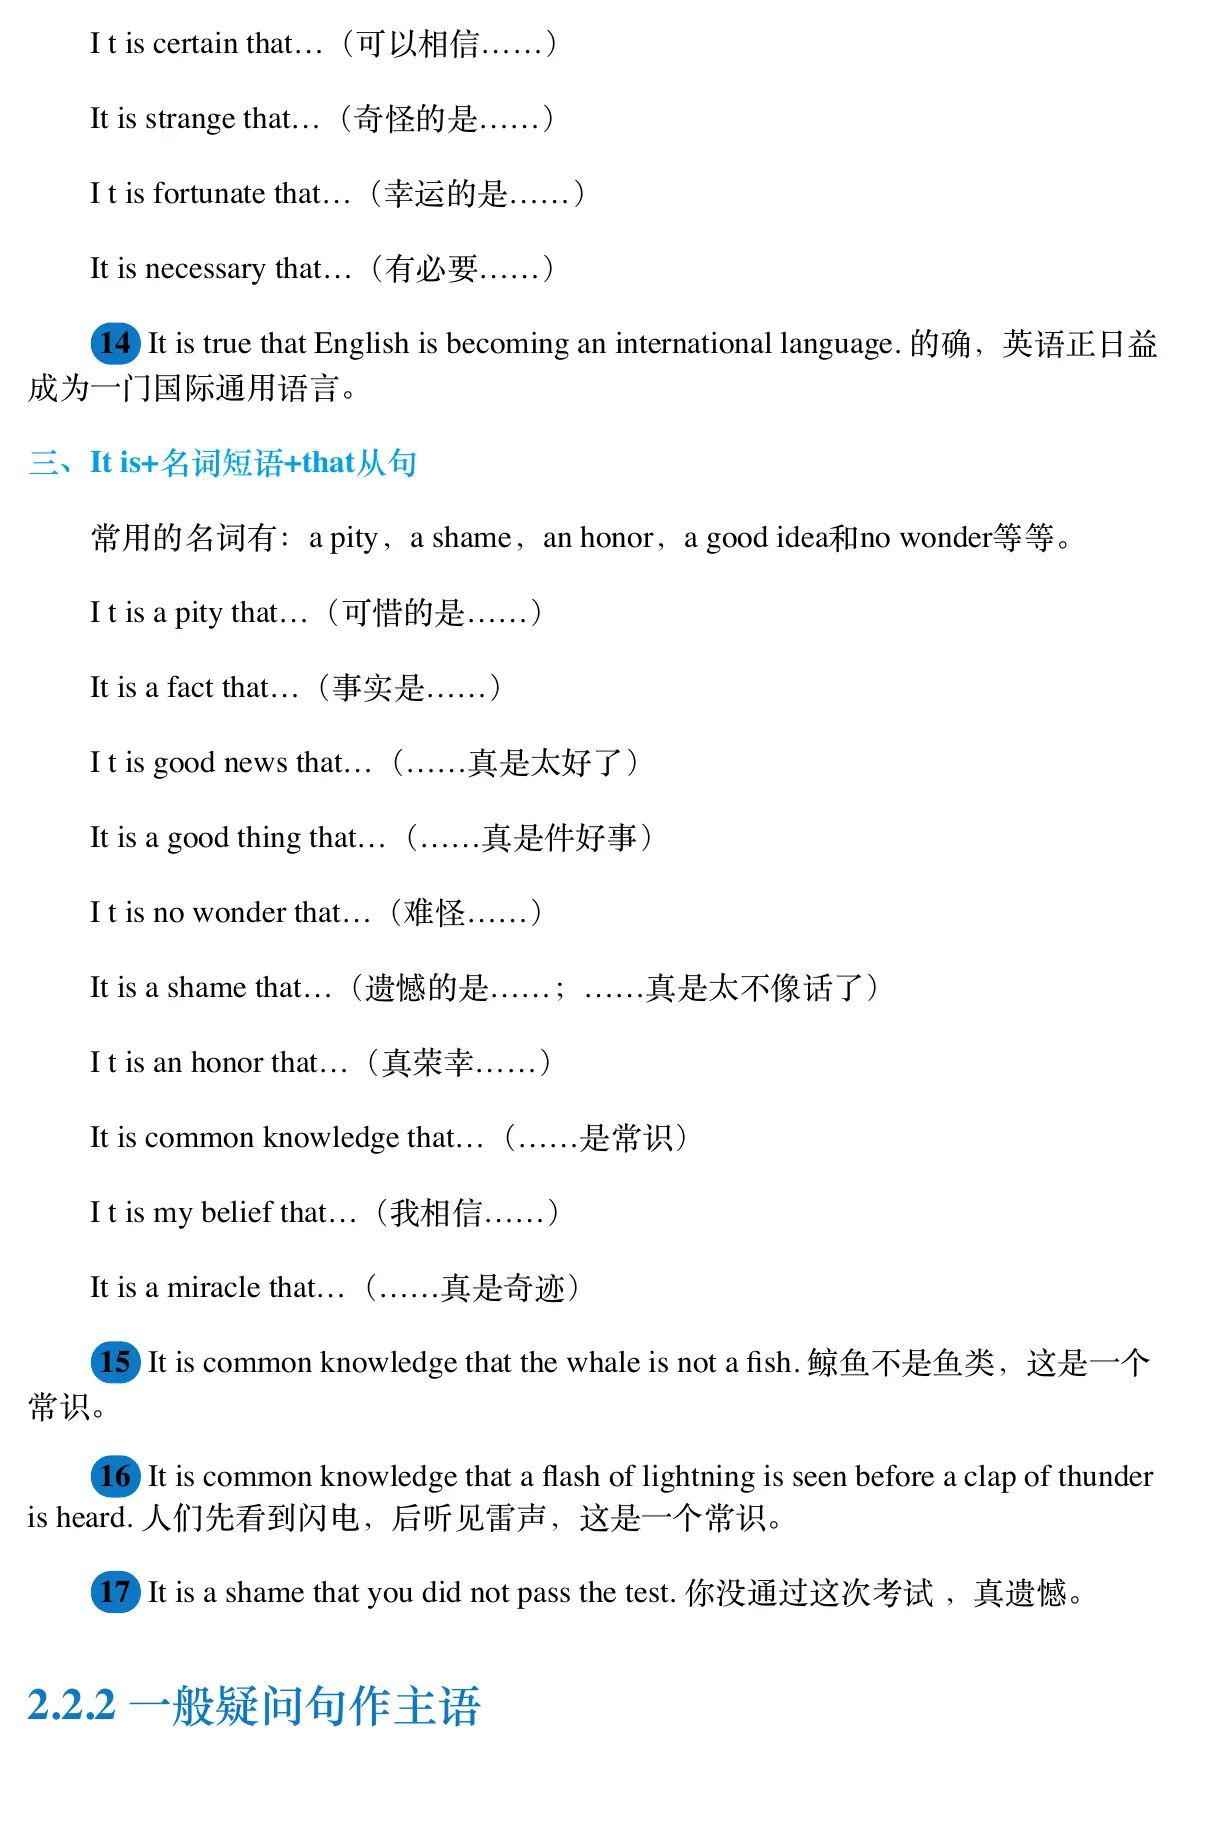 I t is certain that…（可以相信……）
It is strange that…（奇怪的是……）
I t is fortunate that…（幸运的是……）
It is necessary that…（有必要……）
14 It is true that English is becoming an international language. 的确，英语正日益
成为一门国际通用语言。
三、It is+名词短语+that从句
常用的名词有：a pity，a shame，an honor，a good idea和no wonder等等。
I t is a pity that…（可惜的是……）
It is a fact that…（事实是……）
I t is good news that…（……真是太好了）
It is a good thing that…（……真是件好事）
I t is no wonder that…（难怪……）
It is a shame that…（遗憾的是……；……真是太不像话了）
I t is an honor that…（真荣幸……）
It is common knowledge that…（……是常识）
I t is my belief that…（我相信……）
It is a miracle that…（……真是奇迹）
15 It is common knowledge that the whale is not a fish. 鲸鱼不是鱼类，这是一个
常识。
16 It is common knowledge that a flash of lightning is seen before a clap of thunder
is heard. 人们先看到闪电，后听见雷声，这是一个常识。
17 It is a shame that you did not pass the test. 你没通过这次考试 ，真遗憾。
2.2.2 一般疑问句作主语